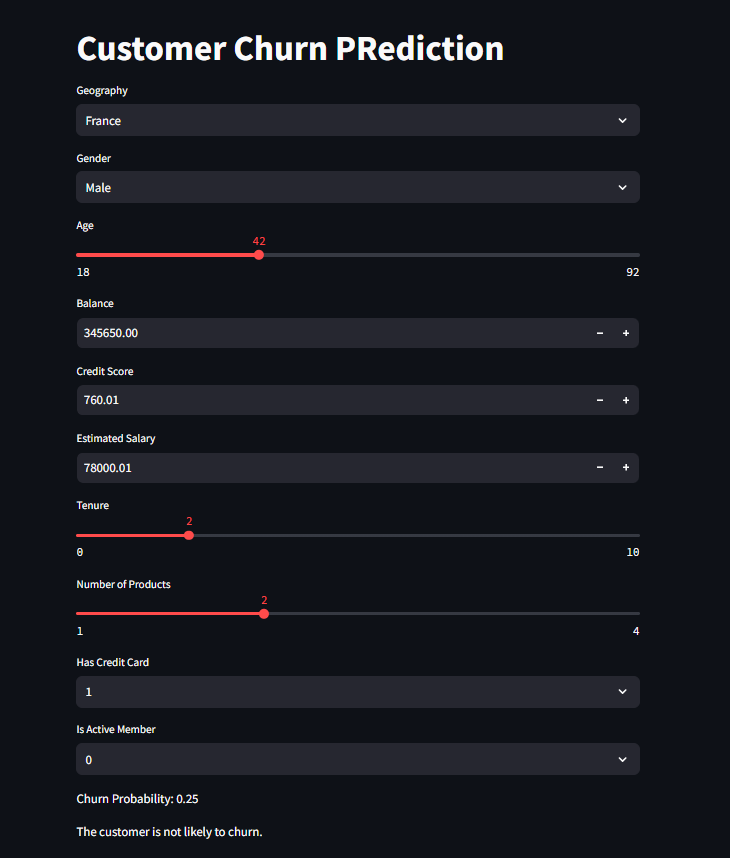 Customer Churn PRediction
Geography
France
Gender
Male
Age
42
18 92
Balance
345650.00 − +
Credit Score
760.01 − +
Estimated Salary
78000.01 − +
Tenure
2
0 10
Number of Products
2
1 4
Has Credit Card
1
Is Active Member
0
Churn Probability: 0.25
The customer is not likely to churn.